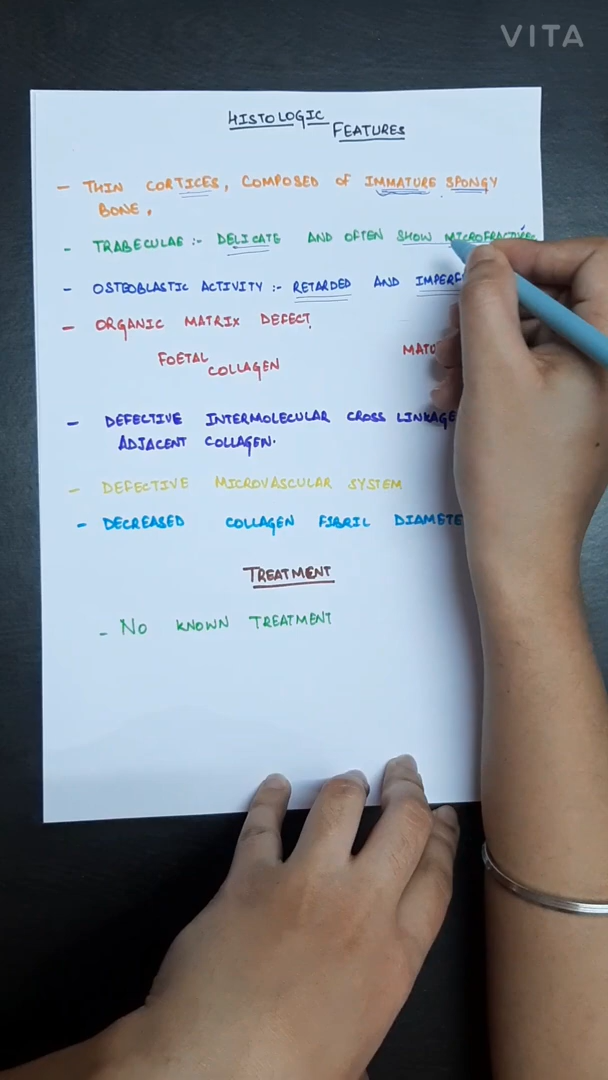 VITA
HISTOLOGIC
FEATURES
- THIN CORTICES, COMPOSED OF IMMATURE SPONGY
BONE,
- TRABECULAE :- DELICATE AND OFTEN SHOW
- OSTEOBLASTIC ACTIVITY :- RETARDED AND
- ORGANIC MATRIX DEFECT,
FOETAL
COLLAGEN
- DEFECTIVE INTERMOLECULAR CROSS LINKAGE
ADJACENT COLLAGEN.
- DEFECTIVE MICROVASCULAR SYSTEM
- DECREASED COLLAGEN FIBRIL
TREATMENT
- NO KNOWN TREATMENT